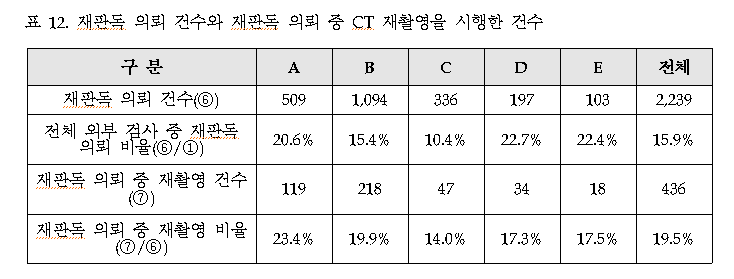 표 12. 재판독 의뢰 건수와 재판독 의뢰 중 CT 재촬영을 시행한 건수
구 분 A B C D E 전체
재판독 의뢰 건수(⑥) 509 1,094 336 197 103 2,239
전체 외부 검사 중 재판독
의뢰 비율(⑥/①) 20.6% 15.4% 10.4% 22.7% 22.4% 15.9%
재판독 의뢰 중 재촬영 건수
(⑦) 119 218 47 34 18 436
재판독 의뢰 중 재촬영 비율
(⑦/⑥) 23.4% 19.9% 14.0% 17.3% 17.5% 19.5%